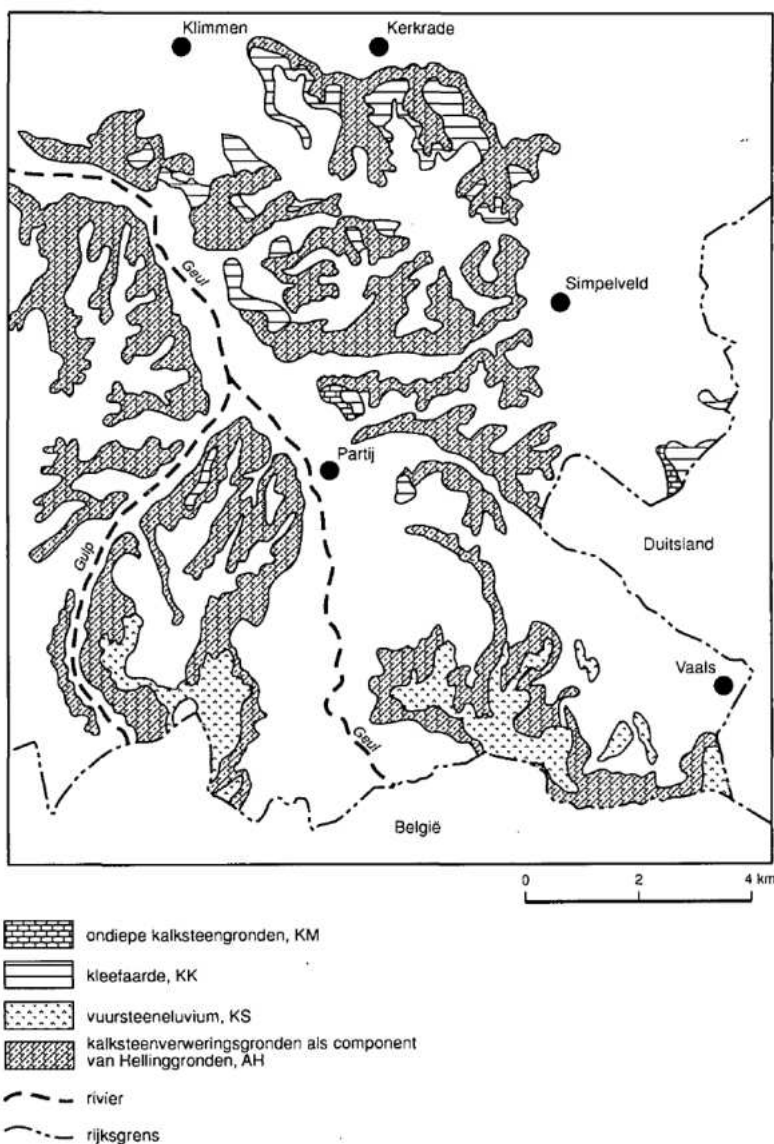 Klimmen
Kerkrade
Geul
Simpelveld
Partij
Gulp
Duitsland
Vaals
Geul
België
0 2 4 km
ondiepe kalksteengronden, KM
kleefaarde, KK
vuursteeneluvium, KS
kalksteenverweringsgronden als component
van Hellinggronden, AH
rivier
rijksgrens